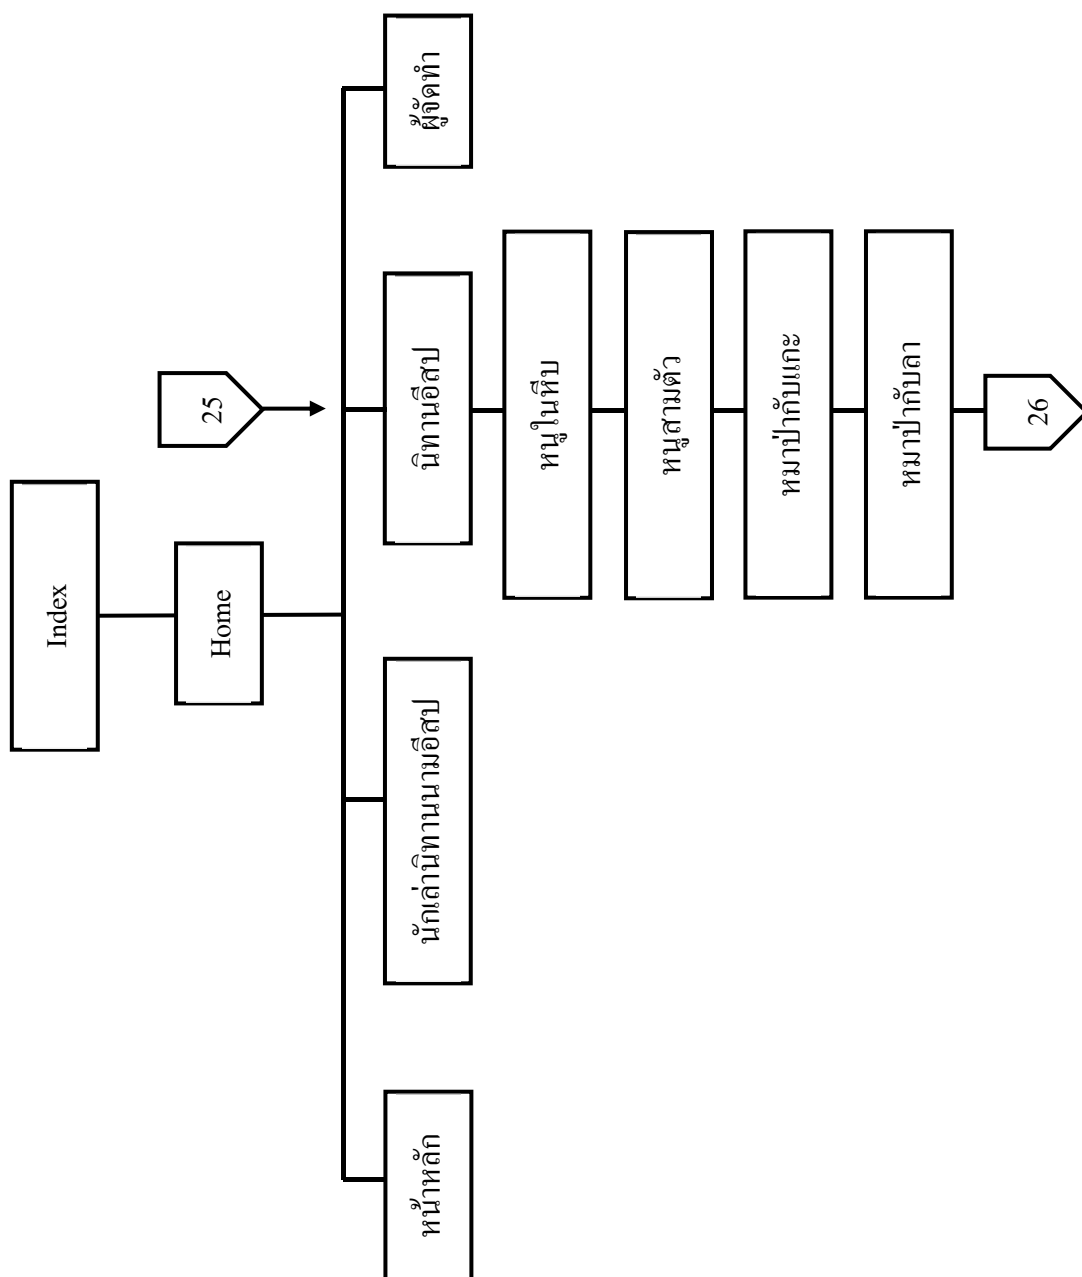 Index
Home
25
หน้าหลัก
นักเล่านิทานนามอีสป
นิทานอีสป
ผู้จัดทำ
หนูในหีบ
หนูสามตัว
หมาป่ากับแกะ
หมาป่ากับลา
26